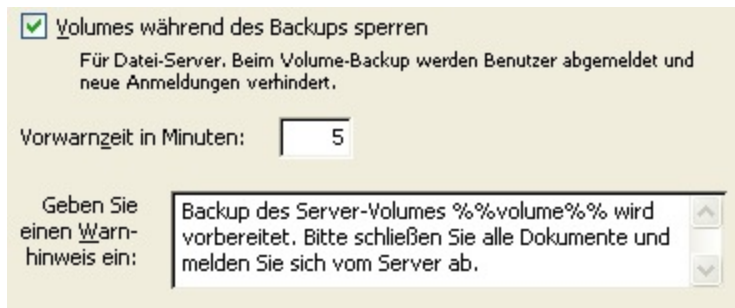 Volumes während des Backups sperren
Für Datei-Server. Beim Volume-Backup werden Benutzer abgemeldet und
neue Anmeldungen verhindert.
Vorwarnzeit in Minuten: 5
Geben Sie
einen Warn-
hinweis ein:
Backup des Server-Volumes %%volume%% wird
vorbereitet. Bitte schließen Sie alle Dokumente und
melden Sie sich vom Server ab.